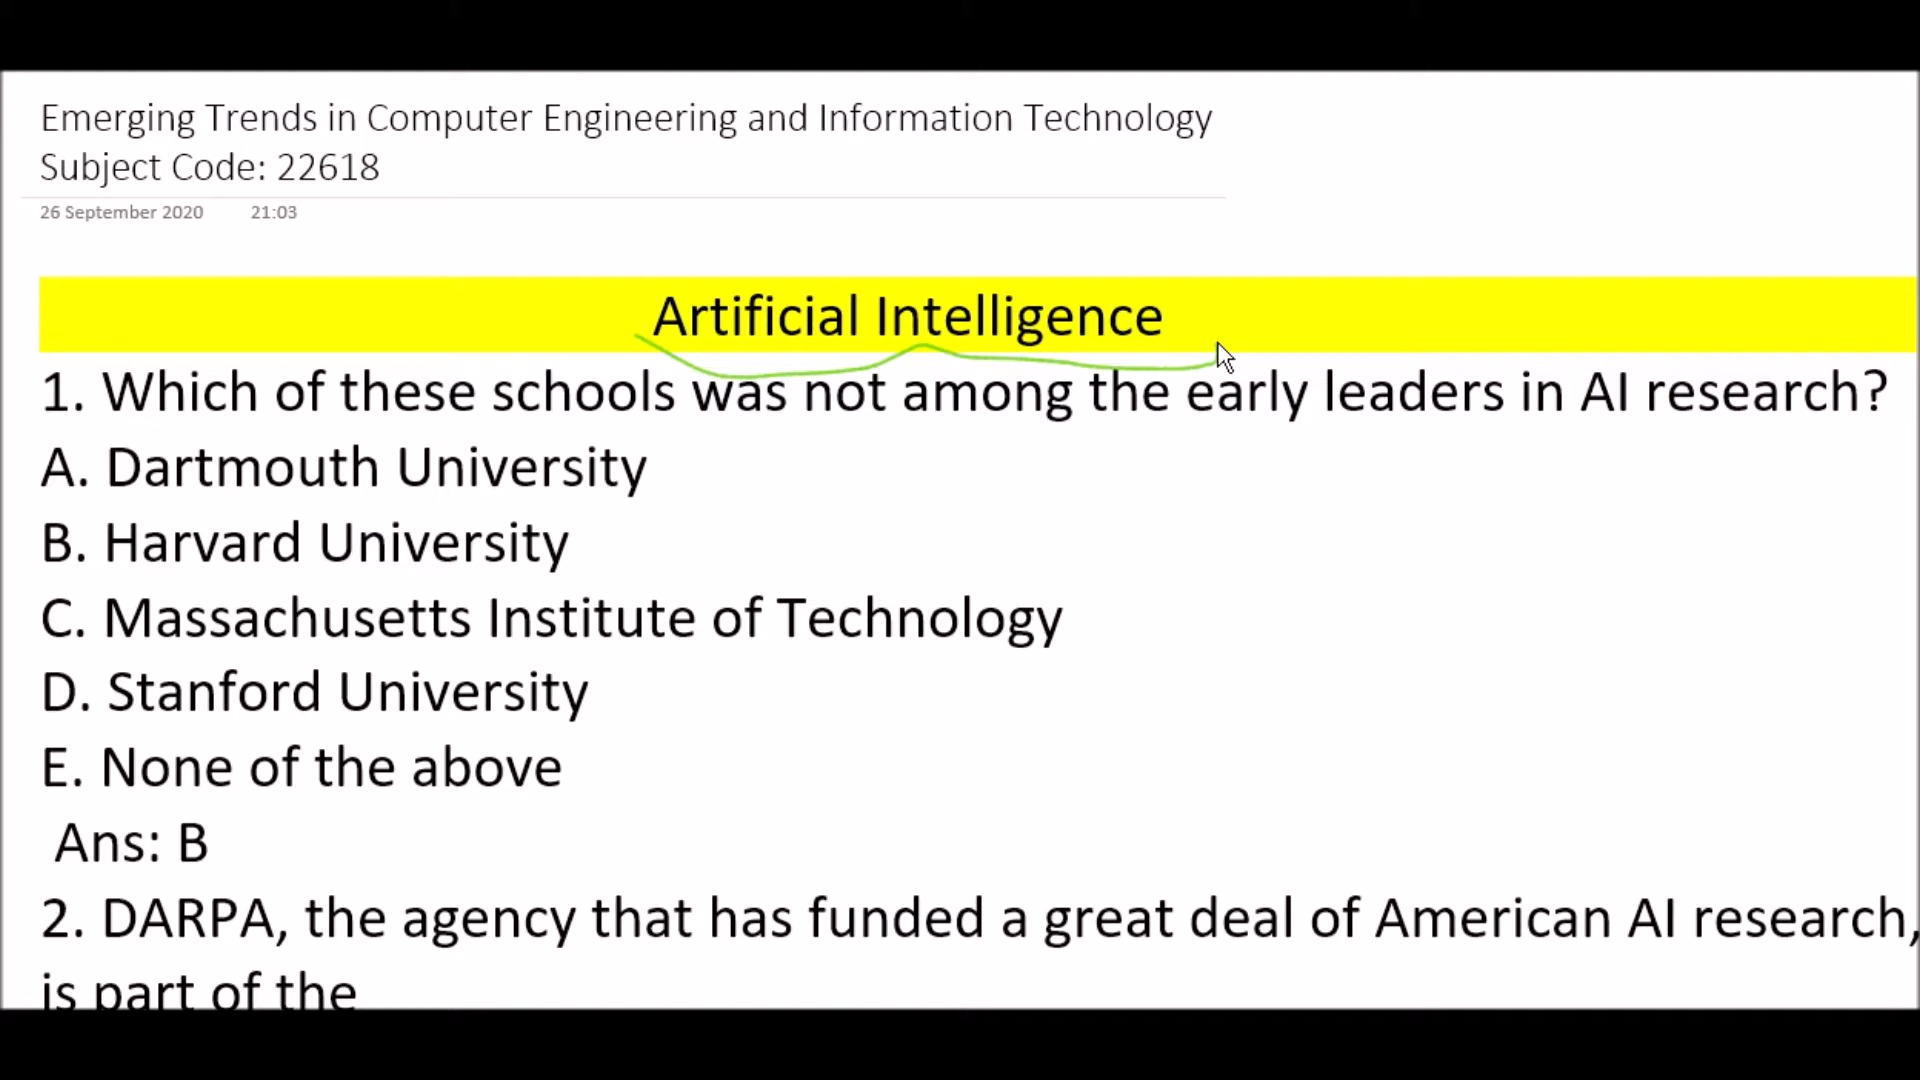 Emerging Trends in Computer Engineering and Information Technology
Subject Code: 22618
26 September 2020 21:03
Artificial Intelligence
1. Which of these schools was not among the early leaders in AI research?
A. Dartmouth University
B. Harvard University
C. Massachusetts Institute of Technology
D. Stanford University
E. None of the above
Ans: B
2. DARPA, the agency that has funded a great deal of American AI research,
is part of the